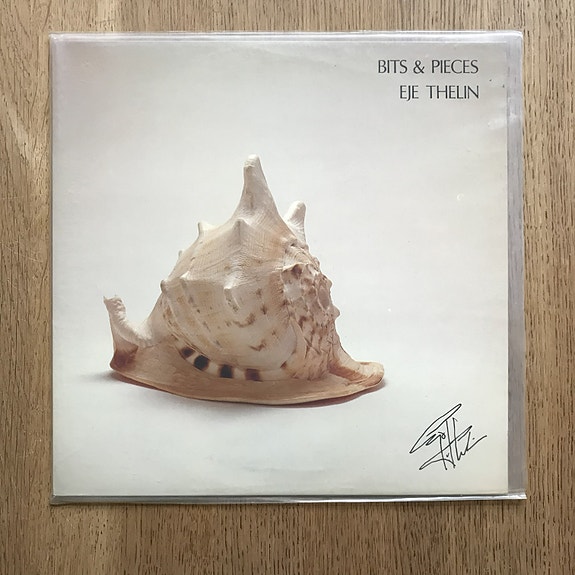 BITS & PIECES
EJE THELIN